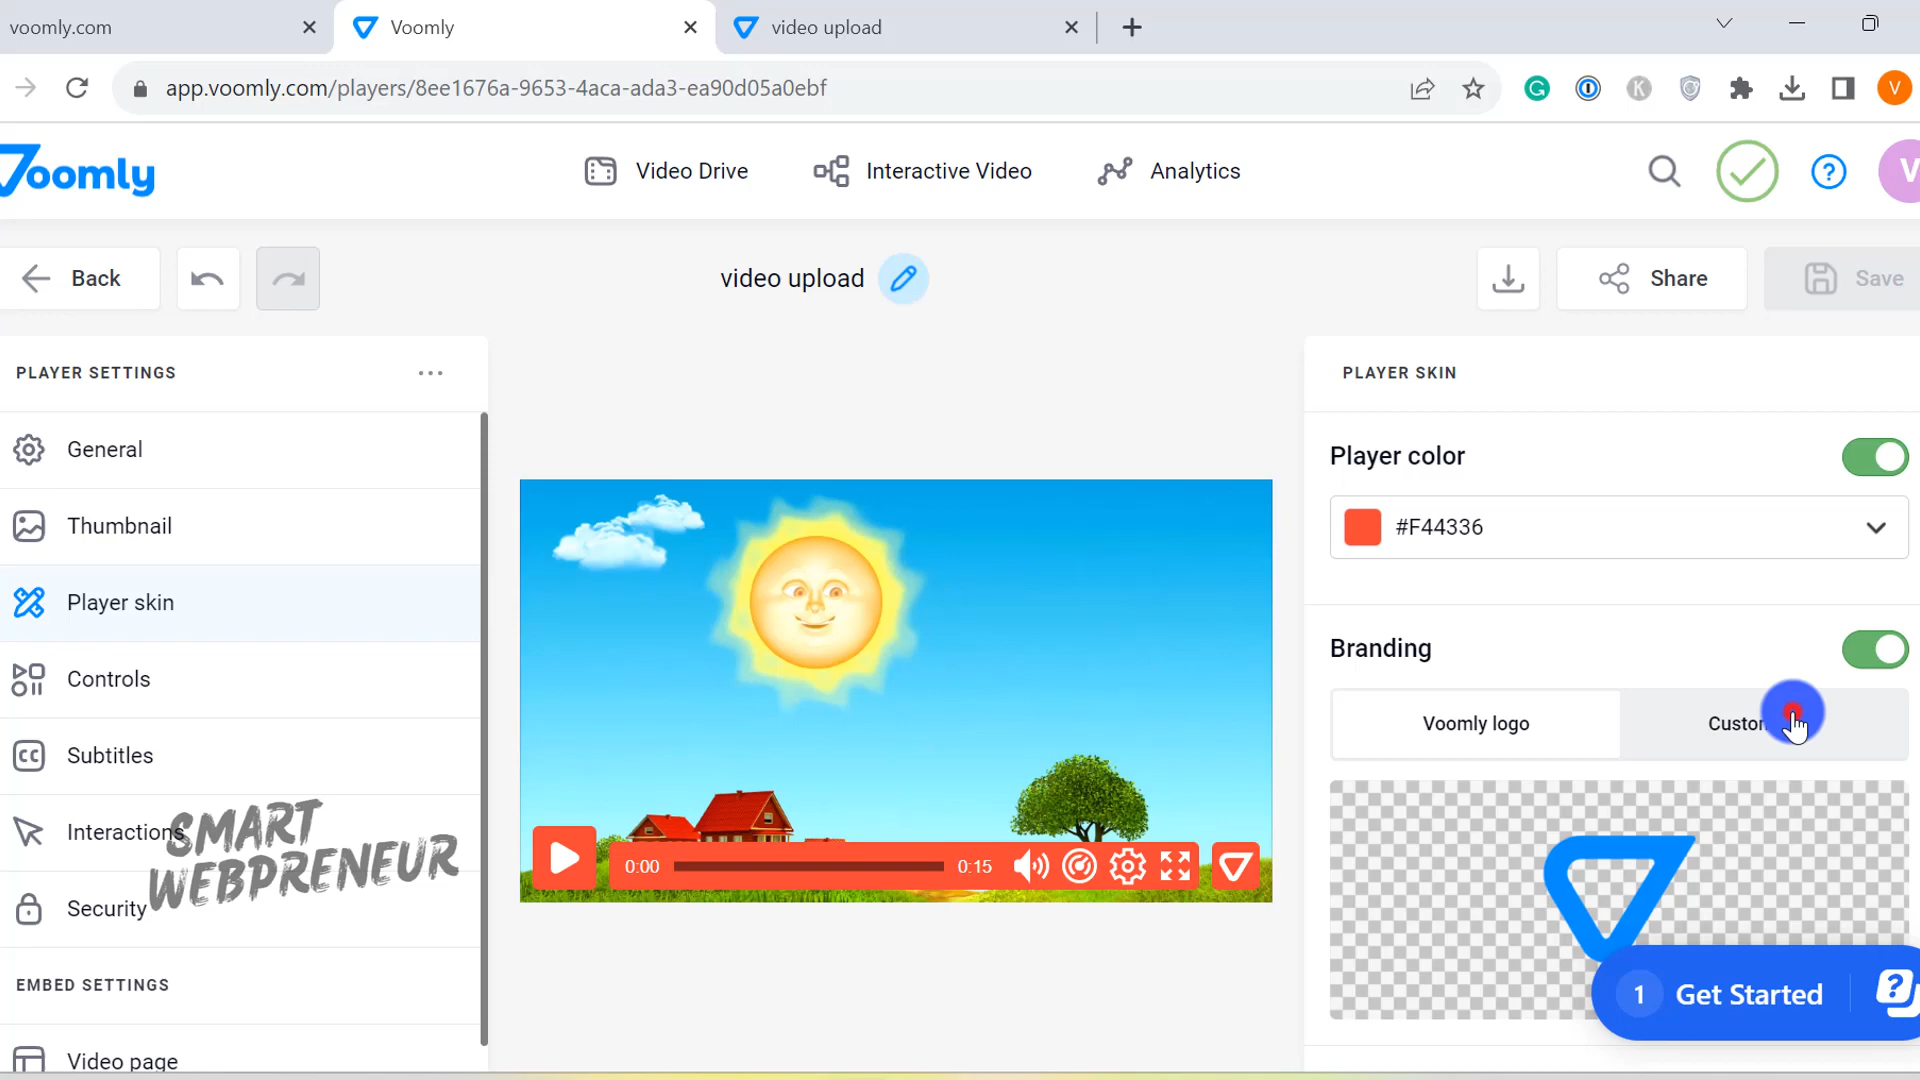 voomly.com
Voomly
video upload
app.voomly.com/players/8ee1676a-9653-4aca-ada3-ea90d05a0ebf
K
V
Voomly
Video Drive
Interactive Video
Analytics
?
V
Back
video upload
Share
Save
PLAYER SETTINGS
General
Thumbnail
Player skin
Controls
CC Subtitles
Interactions
Security
SMART
WEBPRENEUR
EMBED SETTINGS
Video page
0:00
0:15
PLAYER SKIN
Player color
#F44336
Branding
Voomly logo
1 Get Started
?